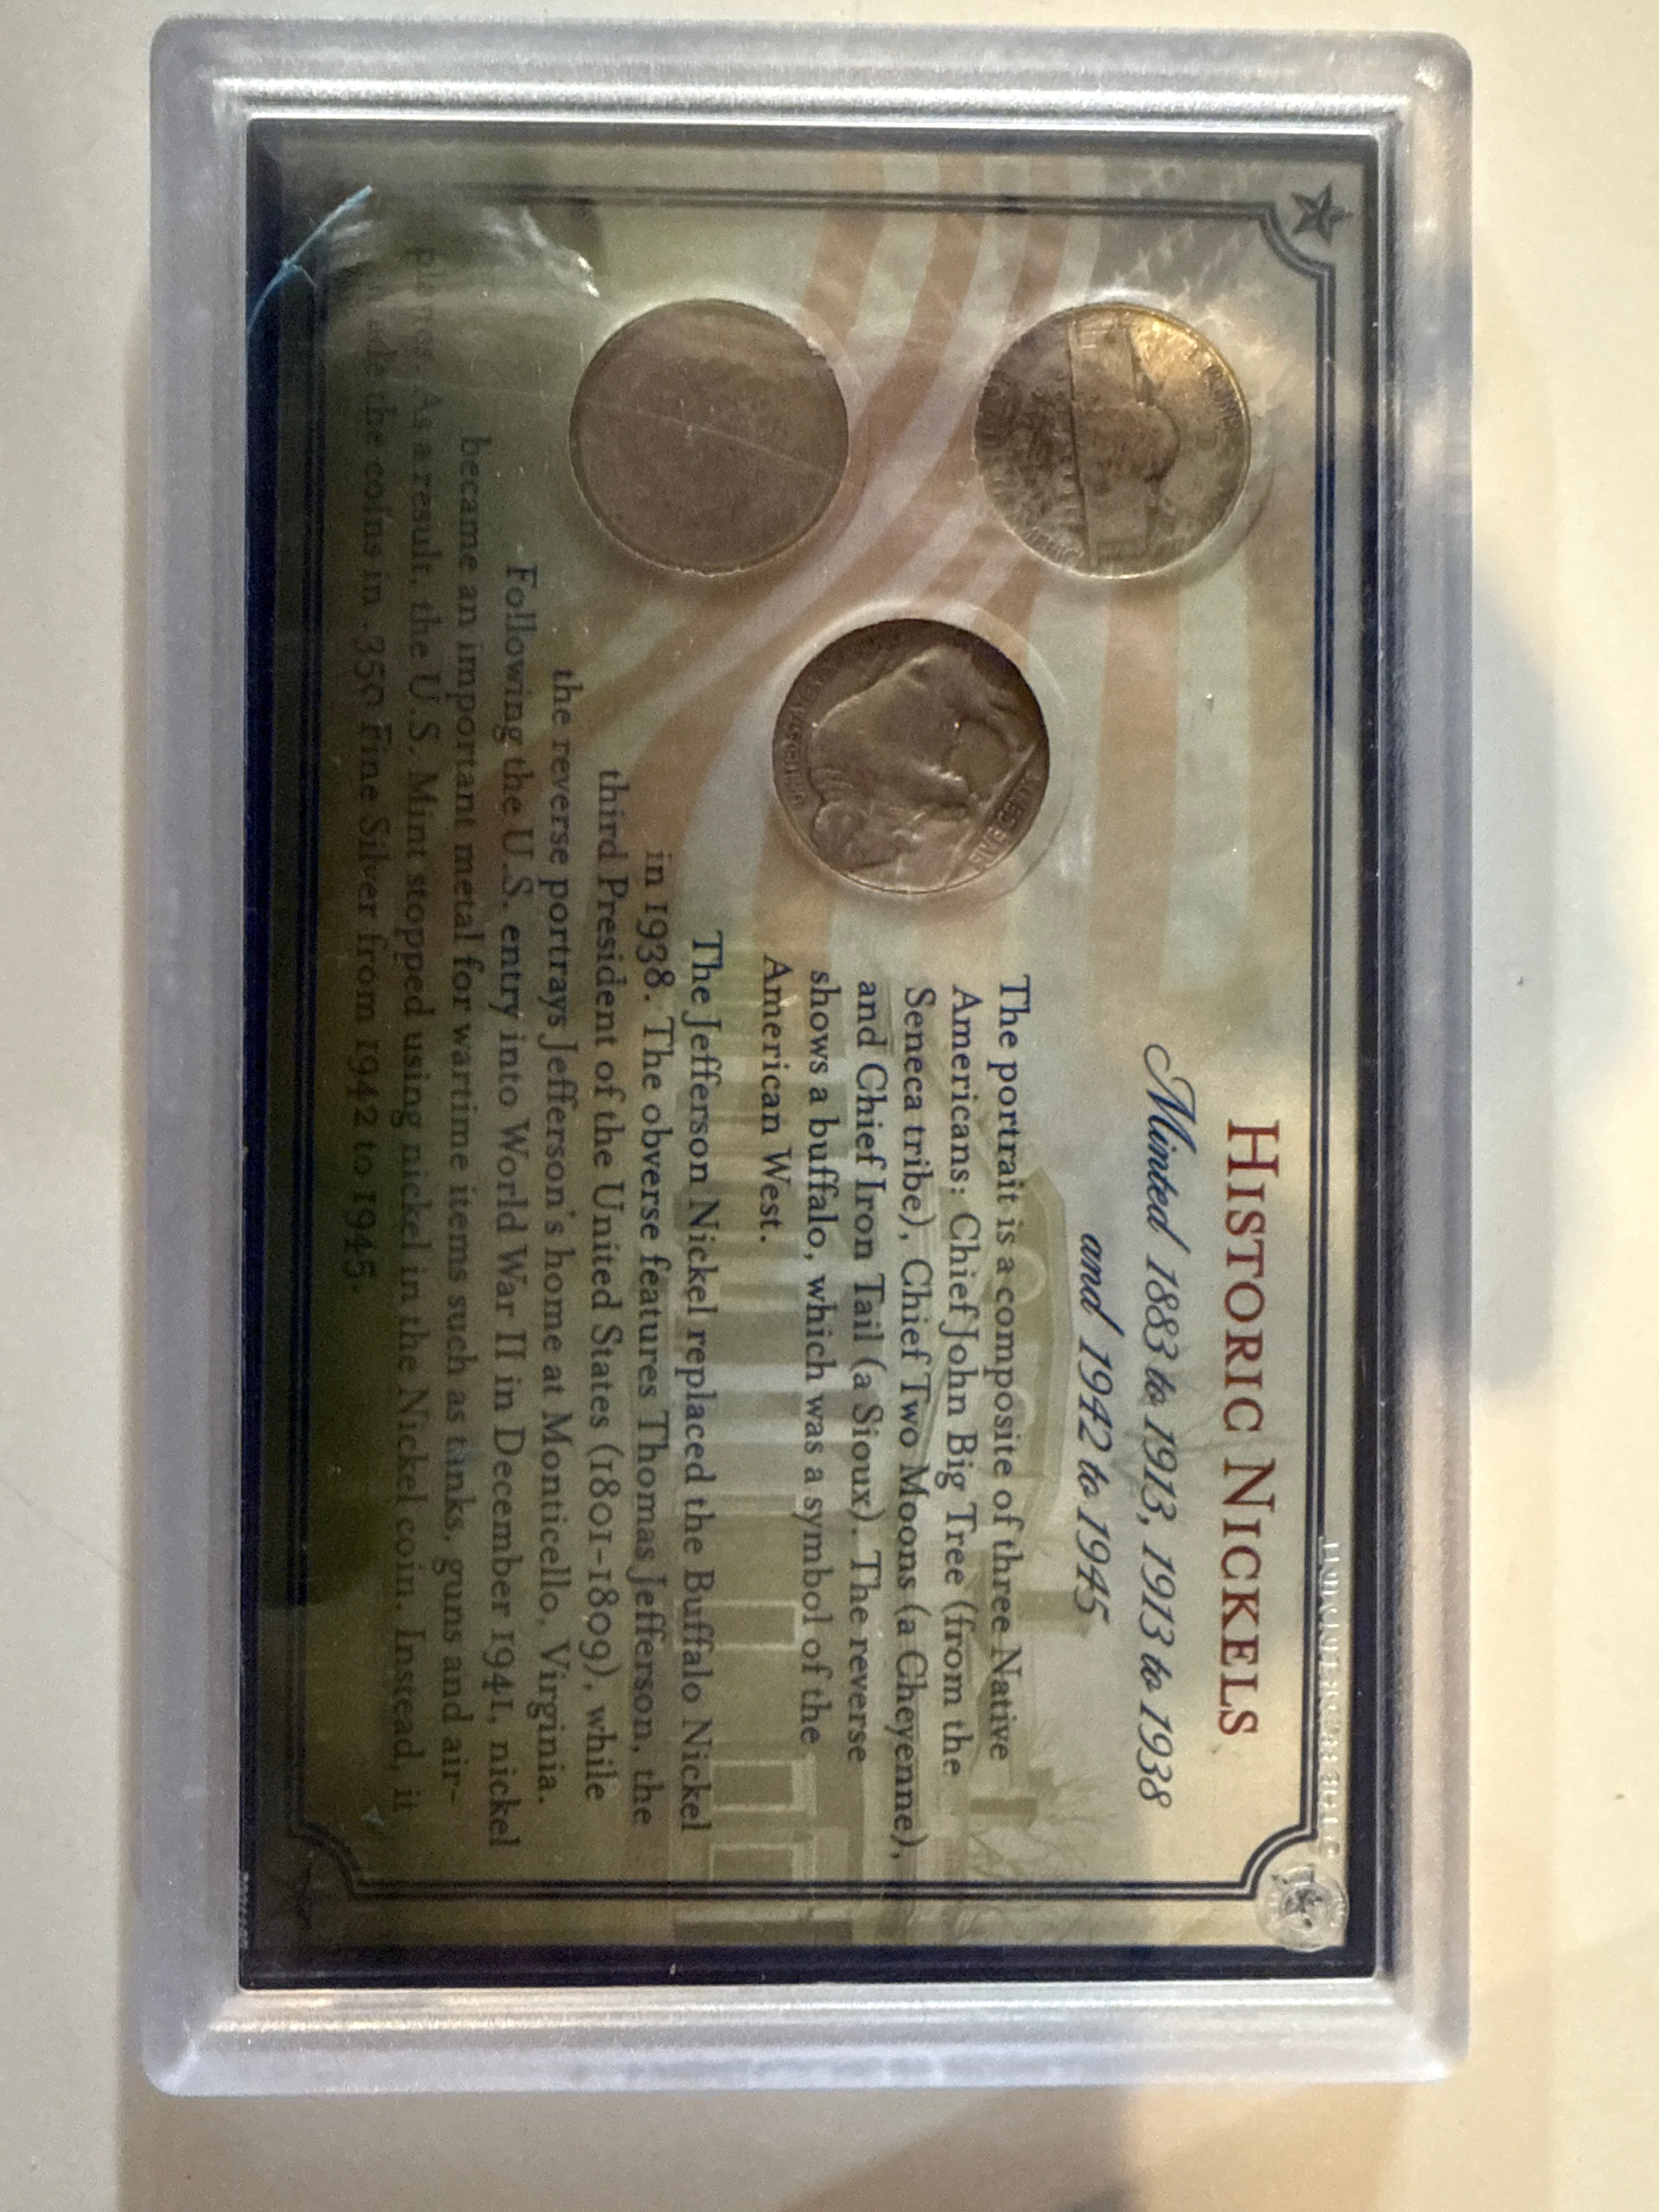 HISTORIC NICKELS
Minted 1883 to 1913, 1913 to 1938
and 1942 to 1945
The portrait is a composite of three Native
Americans: Chief John Big Tree (from the
Seneca tribe), Chief Two Moons (a Cheyenne),
and Chief Iron Tail (a Sioux). The reverse
shows a buffalo, which was a symbol of the
American West.
The Jefferson Nickel replaced the Buffalo Nickel
in 1938. The obverse features Thomas Jefferson, the
third President of the United States (1801-1809), while
the reverse portrays Jefferson's home at Monticello, Virginia.
Following the U.S. entry into World War II in December 1941, nickel
became an important metal for wartime items such as tanks, guns and air-
planes. As a result, the U.S. Mint stopped using nickel in the Nickel coin. Instead, it
made the coins in .350 Fine Silver from 1942 to 1945.
FIVE CENTS